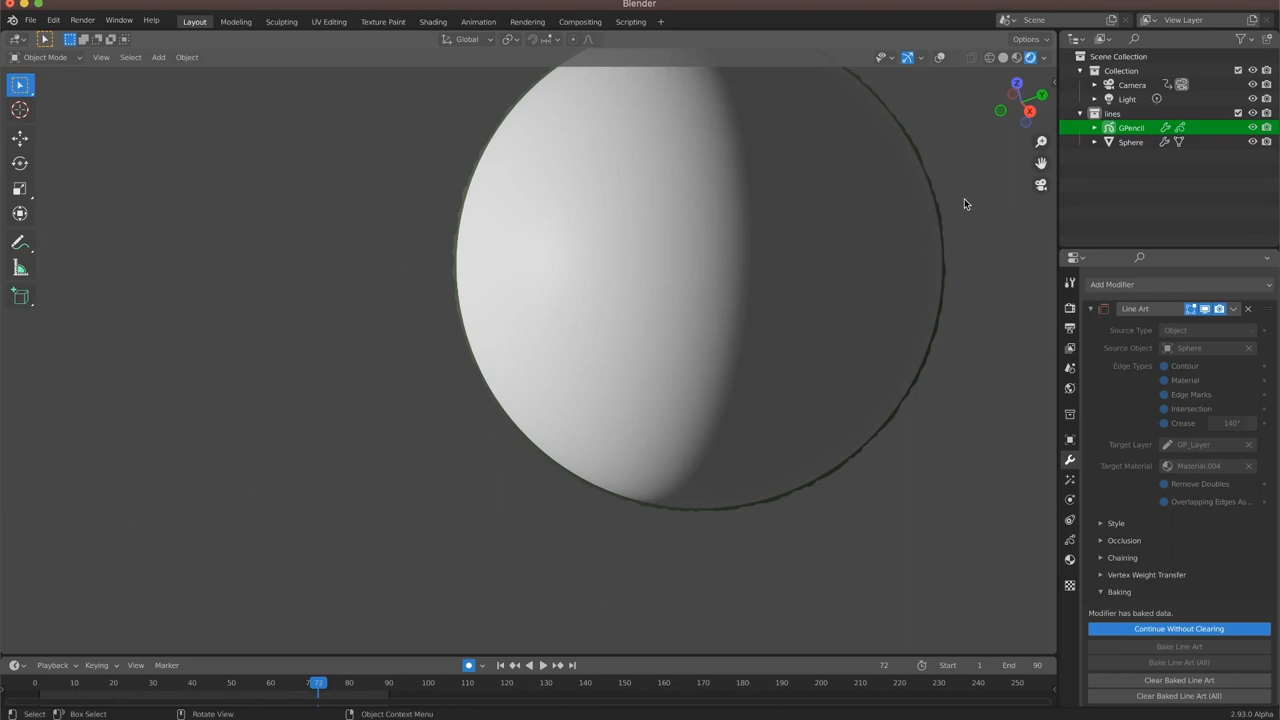 Blender
File Edit Render Window Help Layout Modeling Sculpting UV Editing Texture Paint Shading Animation Rendering Compositing Scripting Scene View Layer
Global Options
Object Mode View Select Add Object
Scene Collection
Collection
Camera
Light
lines
GPencil
Sphere
Z
Y
X
Add Modifier
Line Art
Source Type Object
Source Object Sphere
Edge Types Contour
Material
Edge Marks
Intersection
Crease 140°
Target Layer GP_Layer
Target Material Material.004
Remove Doubles
Overlapping Edges As ...
Style
Occlusion
Chaining
Vertex Weight Transfer
Baking
Modifier has baked data.
Continue Without Clearing
Bake Line Art
Bake Line Art (All)
Clear Baked Line Art
Clear Baked Line Art (All)
Playback Keying View Marker 72 Start 1 End 90
0 10 20 30 40 50 60 7 72 80 90 100 110 120 130 140 150 160 170 180 190 200 210 220 230 240 250
Select Box Select Rotate View Object Context Menu 2.93.0 Alpha